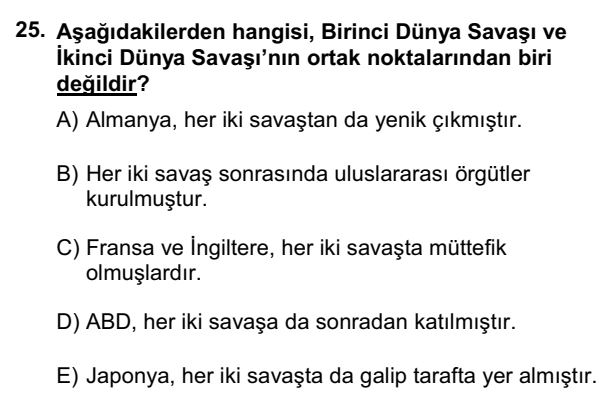 25. Aşağıdakilerden hangisi, Birinci Dünya Savaşı ve
İkinci Dünya Savaşı’nın ortak noktalarından biri
değildir?
A) Almanya, her iki savaştan da yenik çıkmıştır.
B) Her iki savaş sonrasında uluslararası örgütler
kurulmuştur.
C) Fransa ve İngiltere, her iki savaşta müttefik
olmuşlardır.
D) ABD, her iki savaşa da sonradan katılmıştır.
E) Japonya, her iki savaşta da galip tarafta yer almıştır.